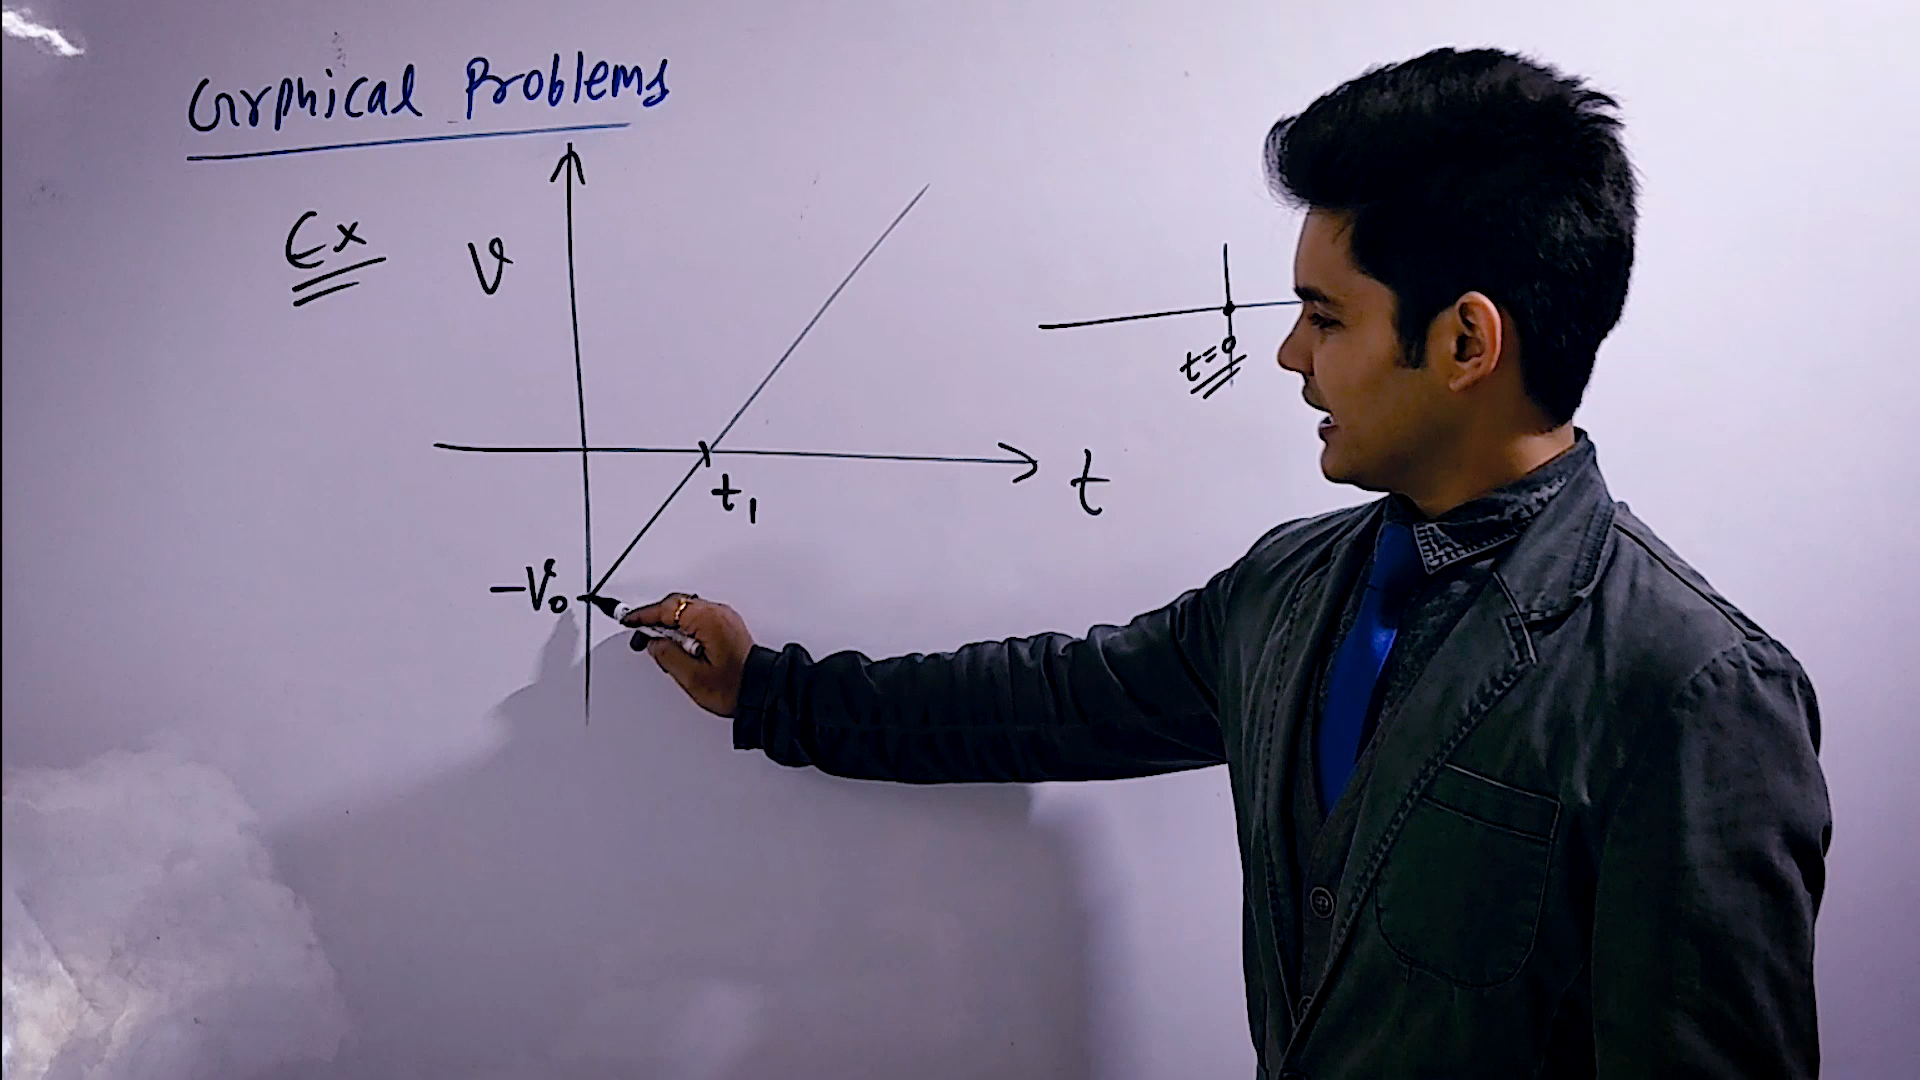 Grphical Problems
Ex
v
t=0
t
t₁
-V₀